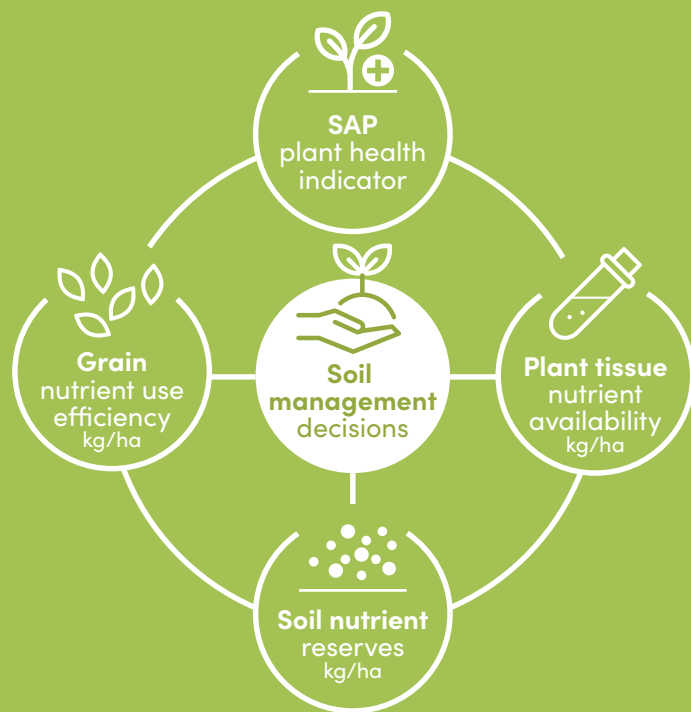 SAP
plant health
indicator
Grain
nutrient use
efficiency
kg/ha
Soil
management
decisions
Plant tissue
nutrient
availability
kg/ha
Soil nutrient
reserves
kg/ha